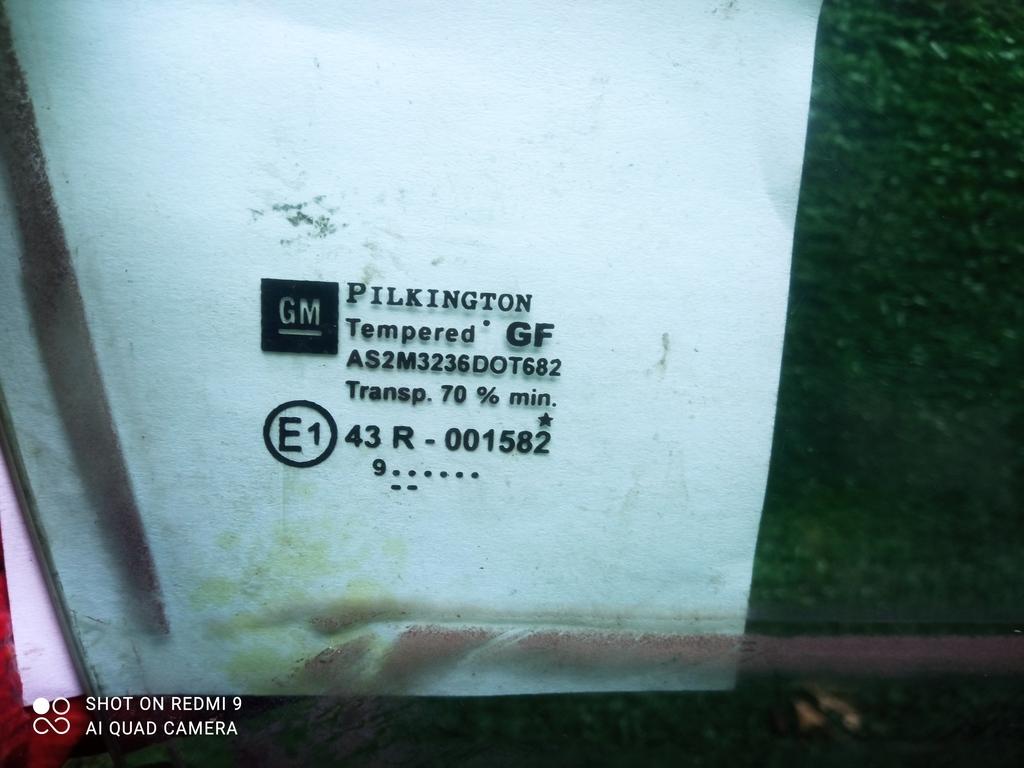 GM
PILKINGTON
Tempered • GF
AS2M3236DOT682
Transp. 70 % min.
★
E1 43 R - 001582
9......
--
SHOT ON REDMI 9
AI QUAD CAMERA